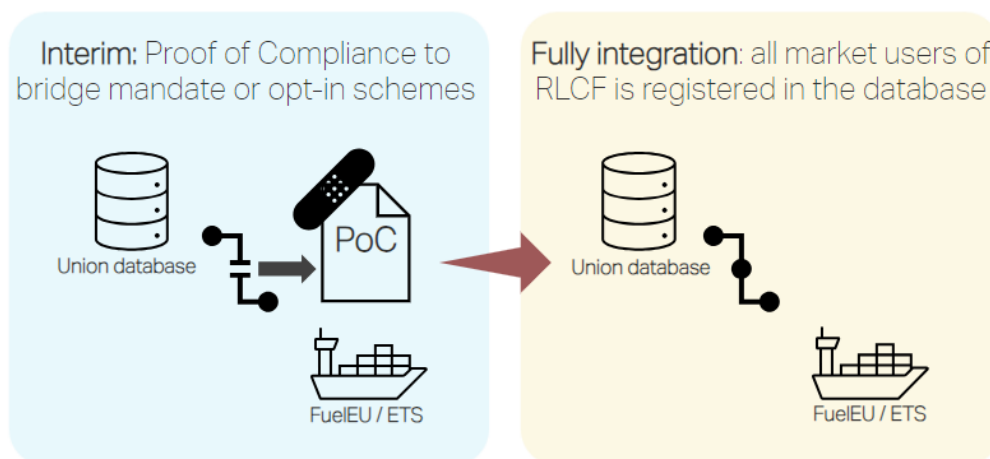 Interim: Proof of Compliance to
bridge mandate or opt-in schemes
Union database
PoC
FuelEU / ETS
Fully integration: all market users of
RLCF is registered in the database
Union database
FuelEU / ETS